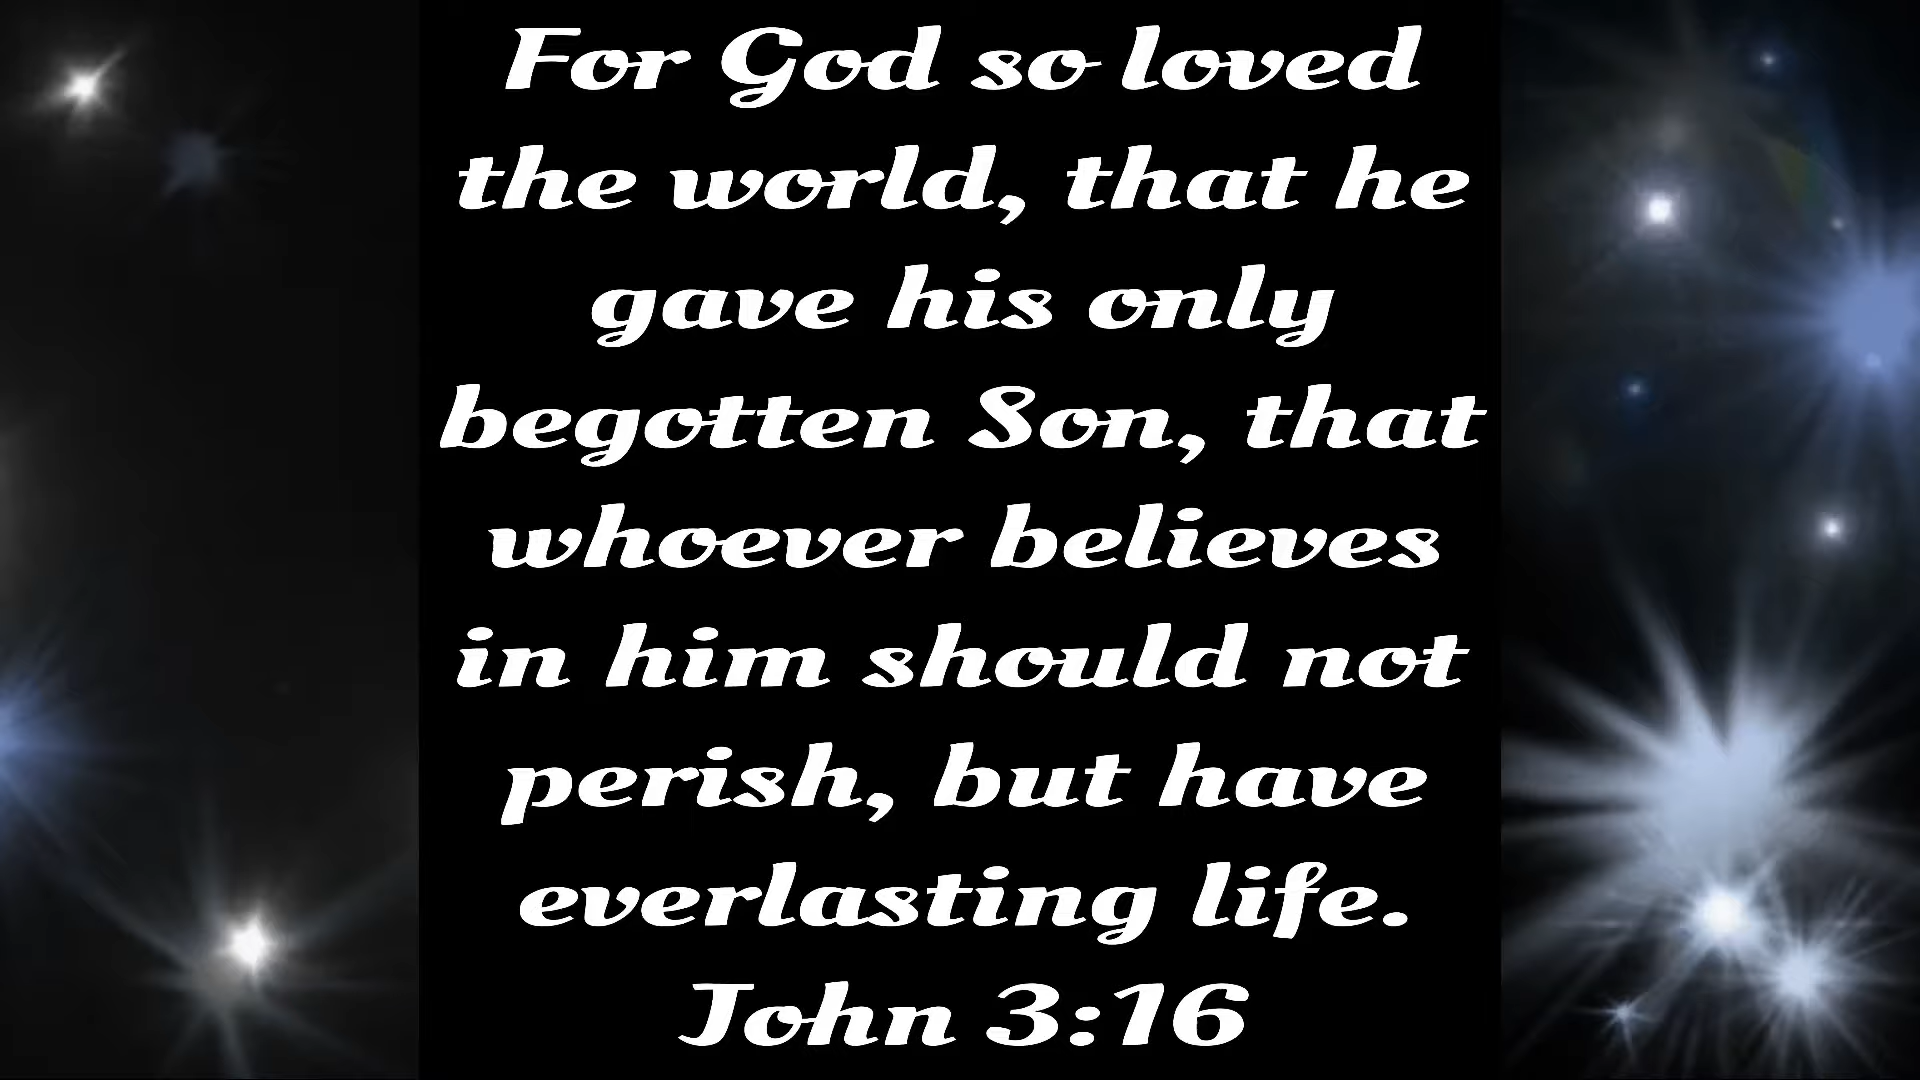 For God so loved
the world, that he
gave his only
begotten Son, that
whoever believes
in him should not
perish, but have
everlasting life.
John 3:16